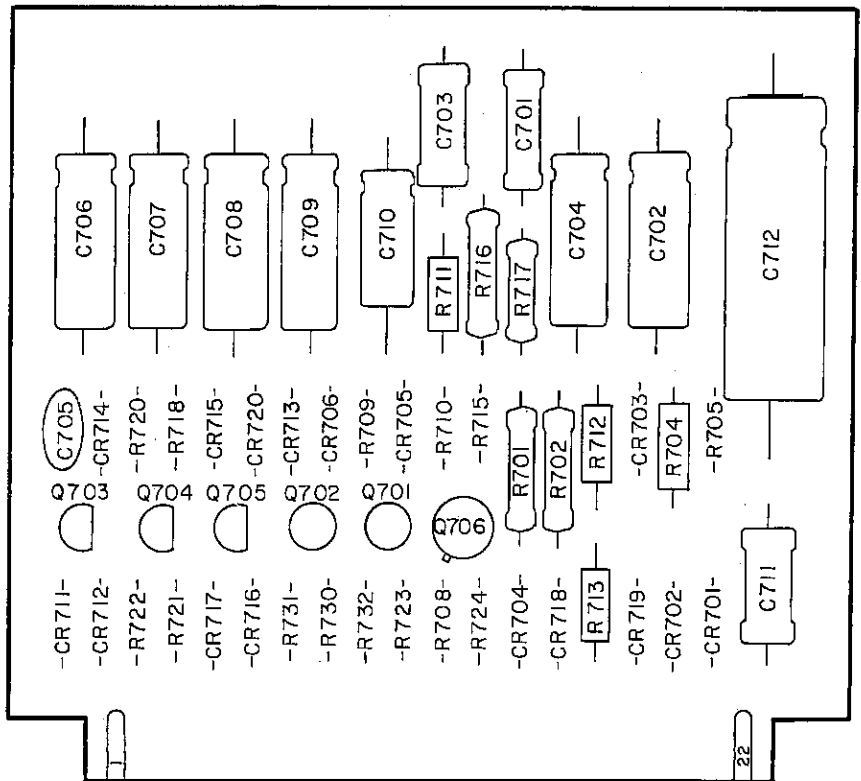 C703
C701
C706
C707
C708
C709
C710
C704
C702
C712
R711
R716
R717
C705
-CR714-
-R720-
-R718-
-CR715-
-CR720-
-CR713-
-CR706-
-R709-
-CR705-
-R710-
-R715-
R701
R702
R712
-CR703-
R704
-R705-
Q703
Q704
Q705
Q702
Q701
Q706
C711
-CR711-
-CR712-
-R722-
-R721-
-CR717-
-CR716-
-R731-
-R730-
-R732-
-R723-
-R708-
-R724-
-CR704-
-CR718-
R713
-CR719-
-CR702-
-CR701-
1
22